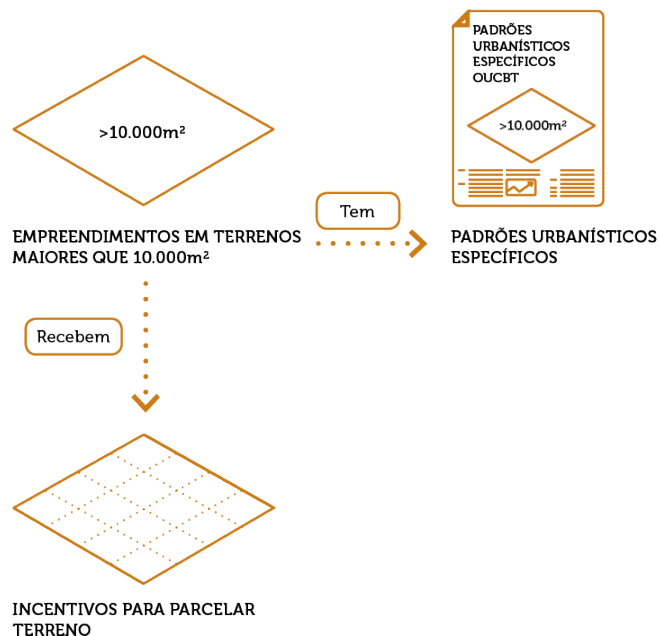 PADRÕES
URBANÍSTICOS
ESPECÍFICOS
OUCBT
>10.000m²
>10.000m²
Tem
EMPREENDIMENTOS EM TERRENOS
MAIORES QUE 10.000m²
PADRÕES URBANÍSTICOS
ESPECÍFICOS
Recebem
INCENTIVOS PARA PARCELAR
TERRENO